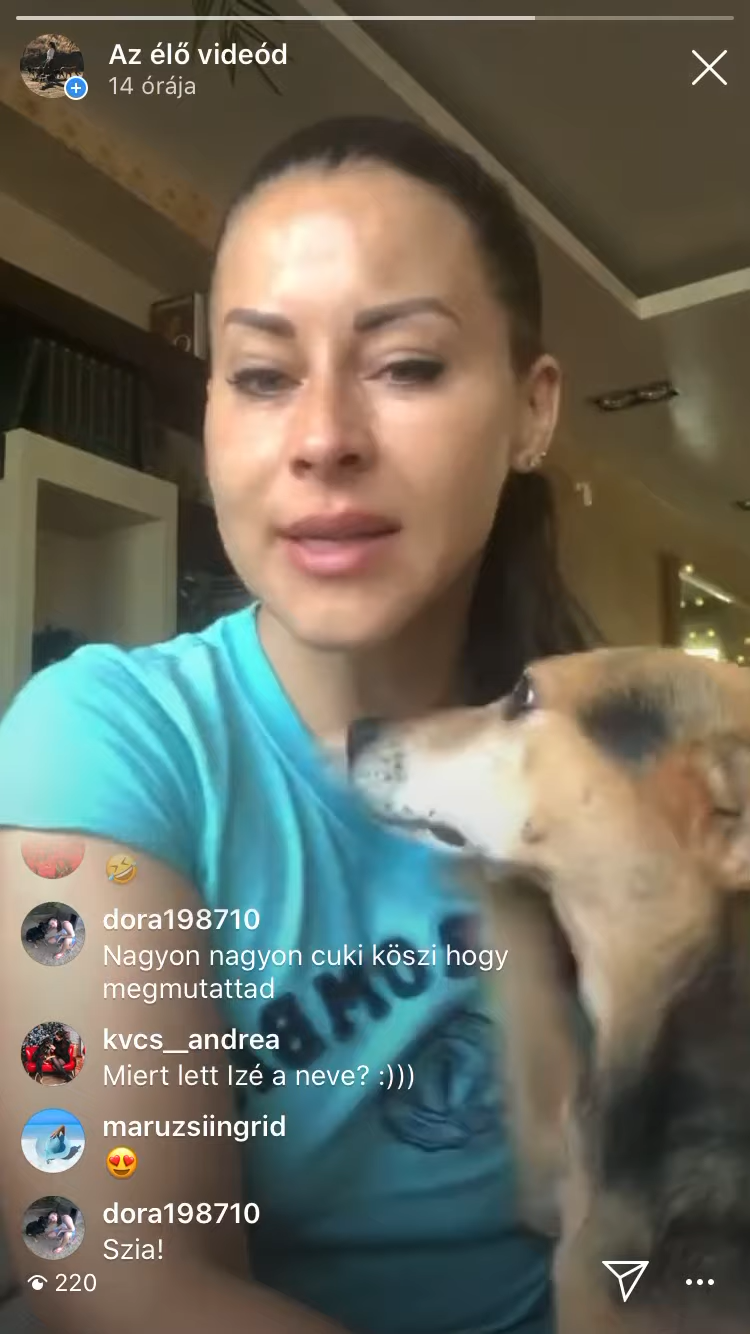 Az élő videód
14 órája
🤣
dora198710
Nagyon nagyon cuki köszi hogy
megmutattad
kvcs__andrea
Miert lett Izé a neve? :)))
maruzsiingrid
😍
dora198710
Szia!
220